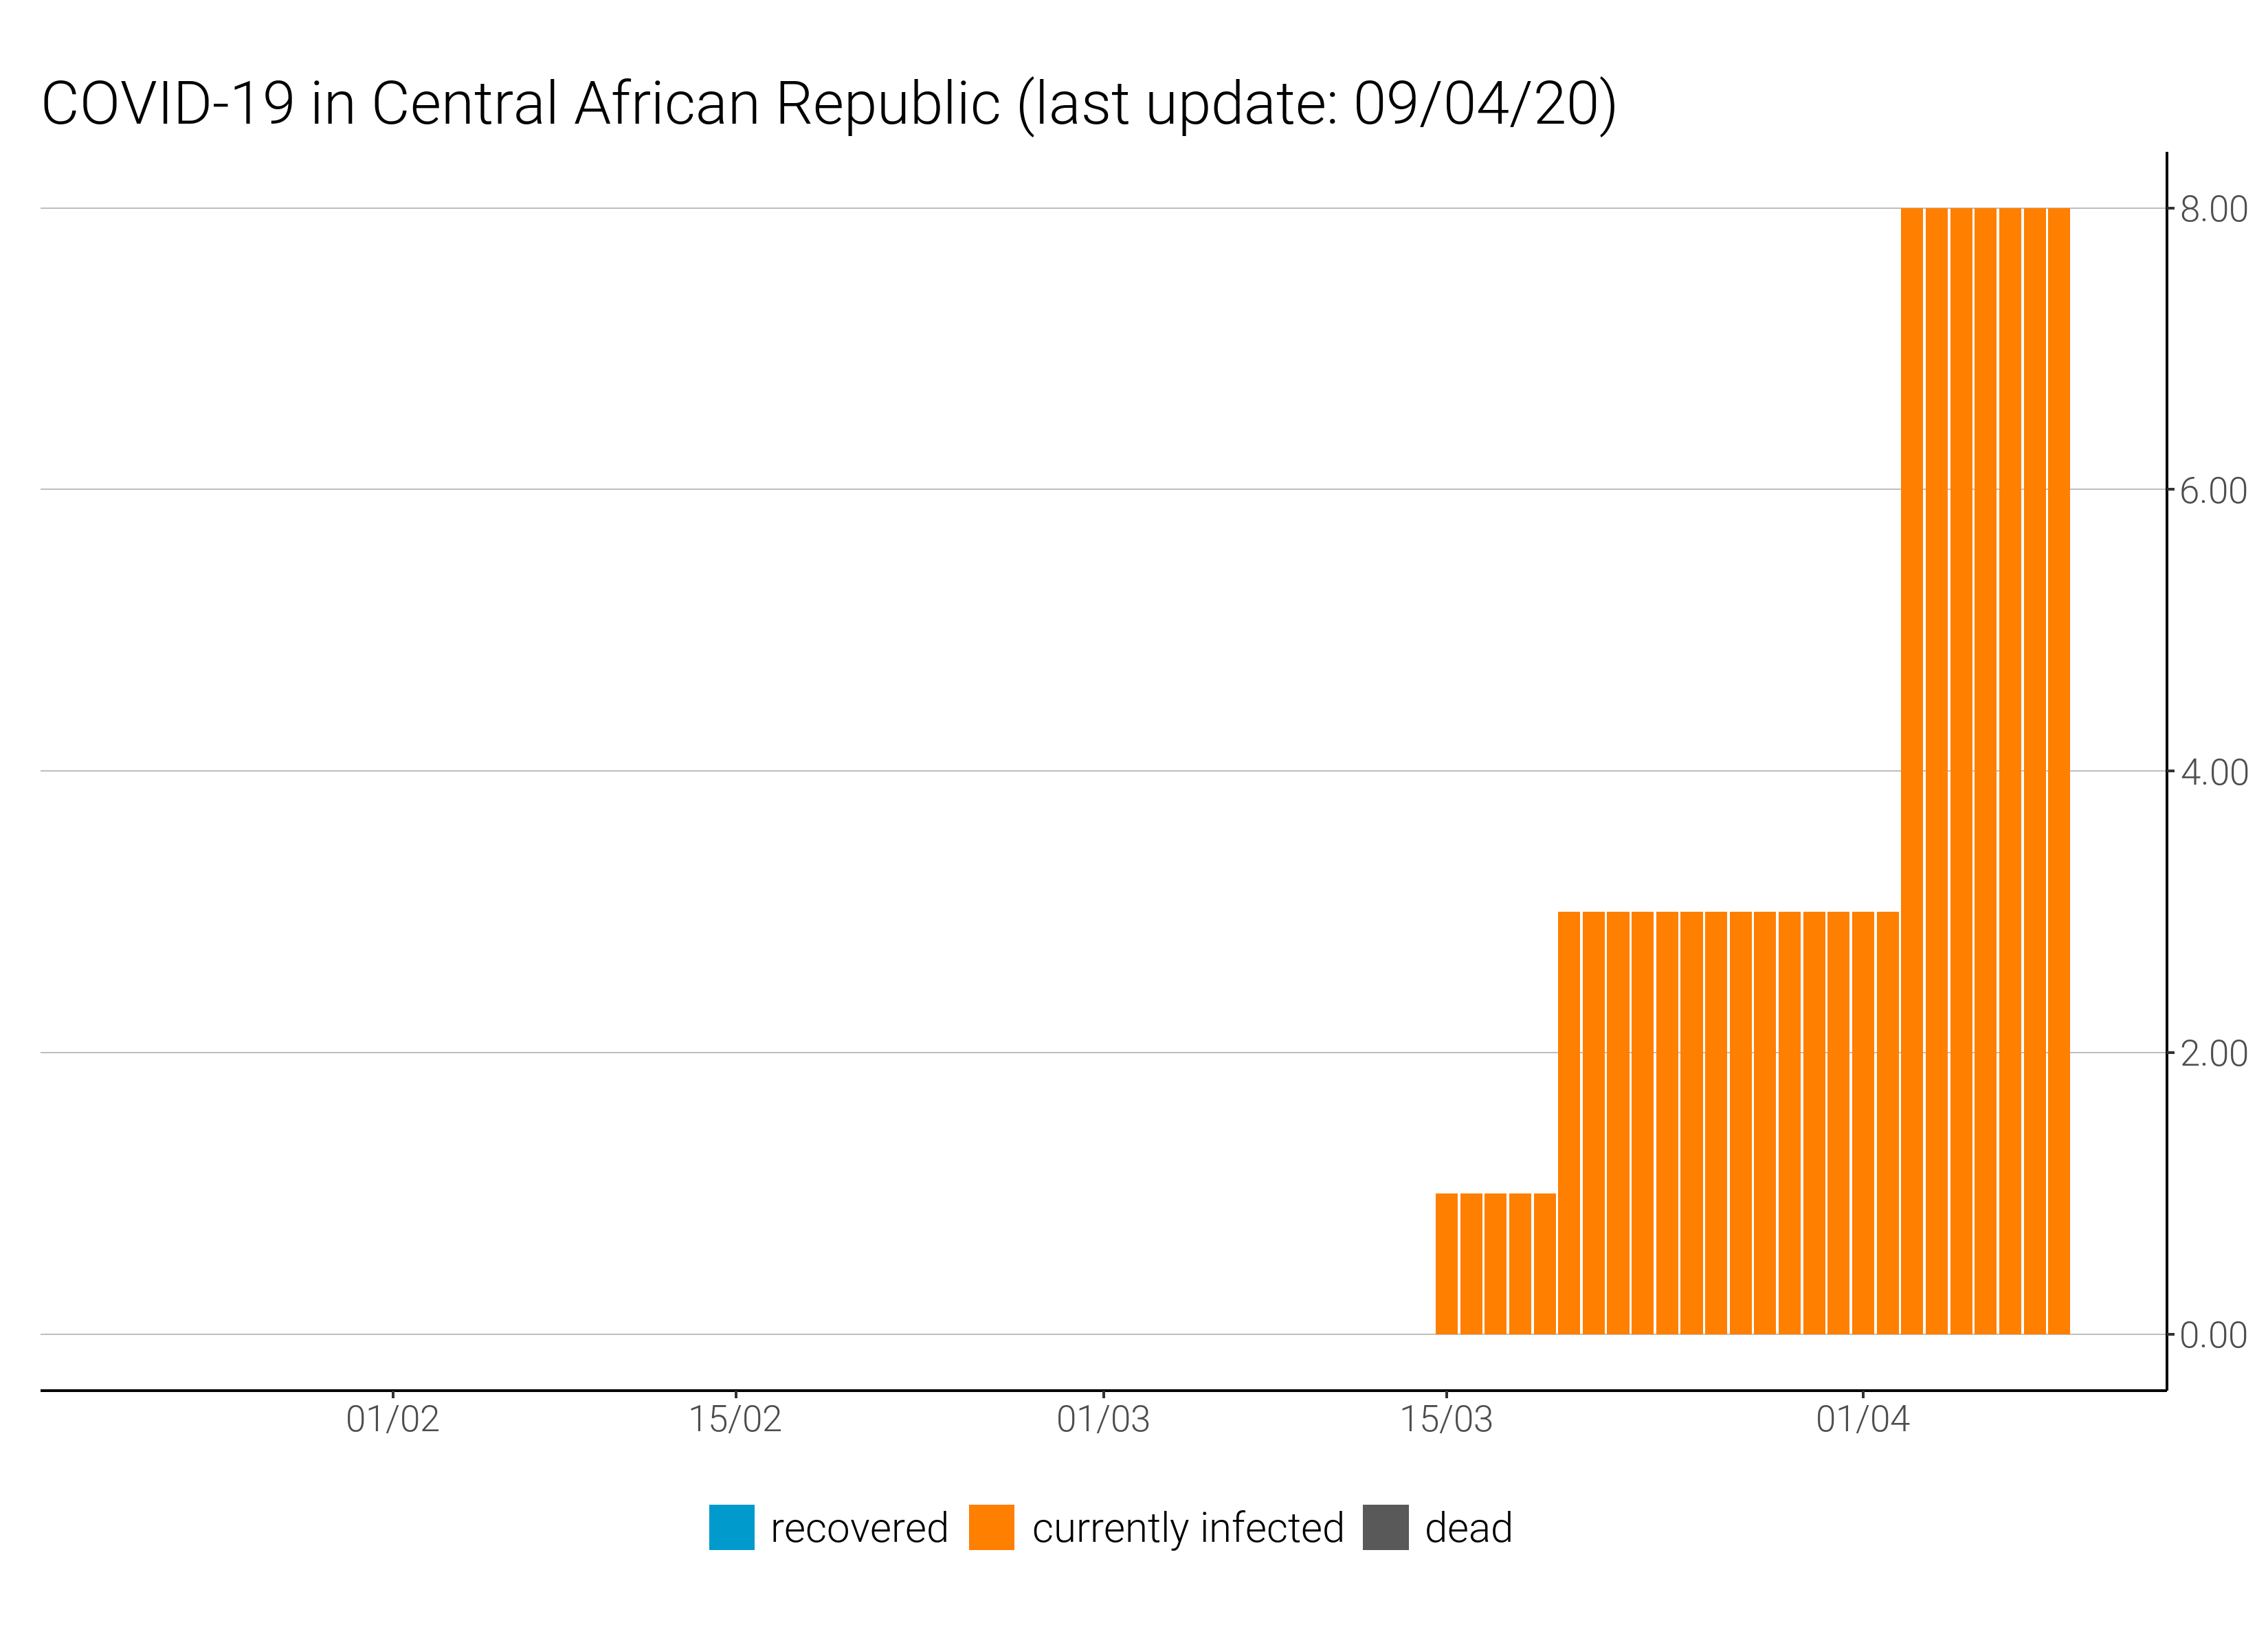 COVID-19 in Central African Republic (last update: 09/04/20)
8.00
6.00
4.00
2.00
0.00
01/02 15/02 01/03 15/03 01/04
recovered currently infected dead